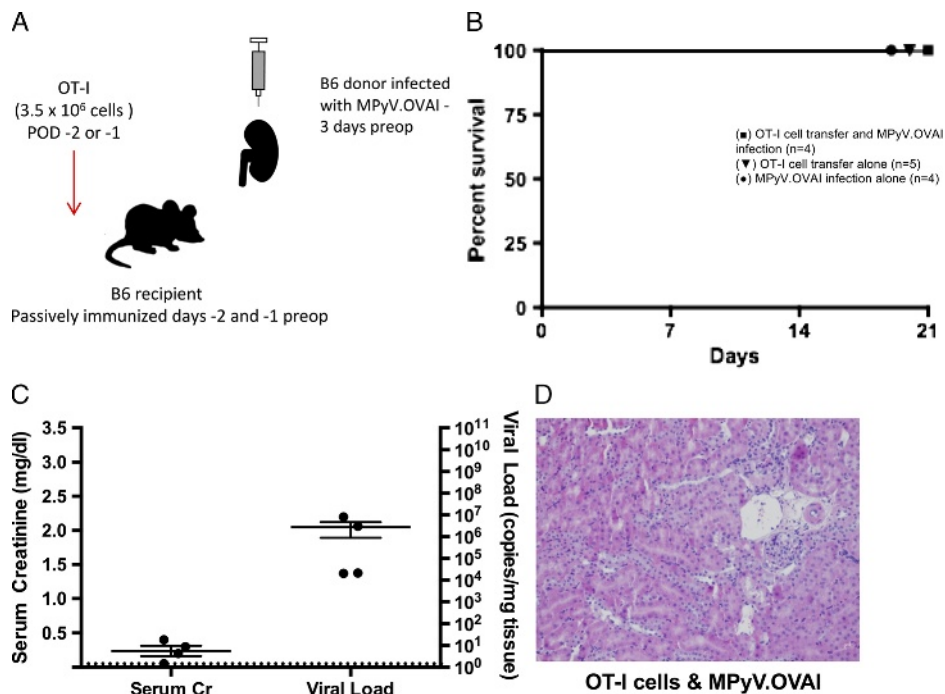 A
OT-I
(3.5 x 10⁶ cells )
POD -2 or -1
B6 donor infected
with MPyV.OVAI -
3 days preop
B6 recipient
Passively immunized days -2 and -1 preop
B
Percent survival
100
75
50
25
0
(■) OT-I cell transfer and MPyV.OVAI
infection (n=4)
(▼) OT-I cell transfer alone (n=5)
(●) MPyV.OVAI infection alone (n=4)
0 7 14 21
Days
C
Serum Creatinine (mg/dl)
3.5
3.0
2.5
2.0
1.5
1.0
0.5
10¹¹
10¹⁰
10⁹
10⁸
10⁷
10⁶
10⁵
10⁴
10³
10²
10¹
10⁰
Viral Load (copies/mg tissue)
Serum Cr Viral Load
D
OT-I cells & MPyV.OVAI